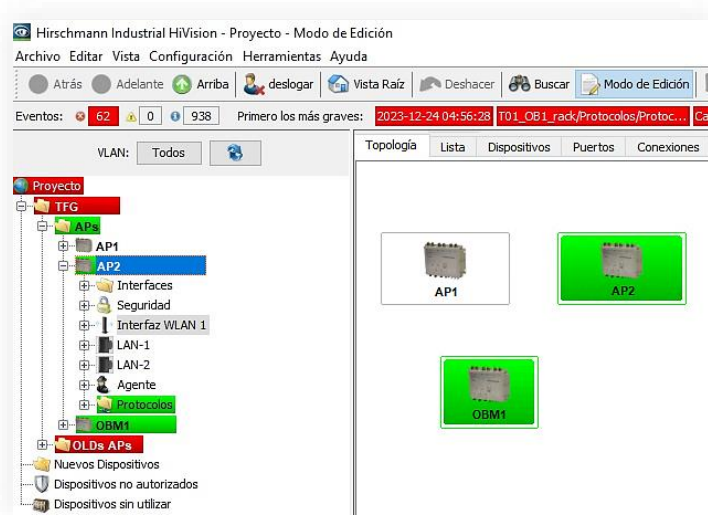 Hirschmann Industrial HiVision - Proyecto - Modo de Edición
Archivo Editar Vista Configuración Herramientas Ayuda
Atrás Adelante Arriba deslogar Vista Raíz Deshacer Buscar Modo de Edición
Eventos: 62 0 938 Primero los más graves: 2023-12-24 04:56:28 T01_OB1_rack/Protocolos/Protoc... Ca
VLAN: Todos
Topología Lista Dispositivos Puertos Conexiones
Proyecto
TFG
APs
AP1
AP2
Interfaces
Seguridad
Interfaz WLAN 1
LAN-1
LAN-2
Agente
Protocolos
OBM1
OLDs APs
Nuevos Dispositivos
Dispositivos no autorizados
Dispositivos sin utilizar
AP1
AP2
OBM1